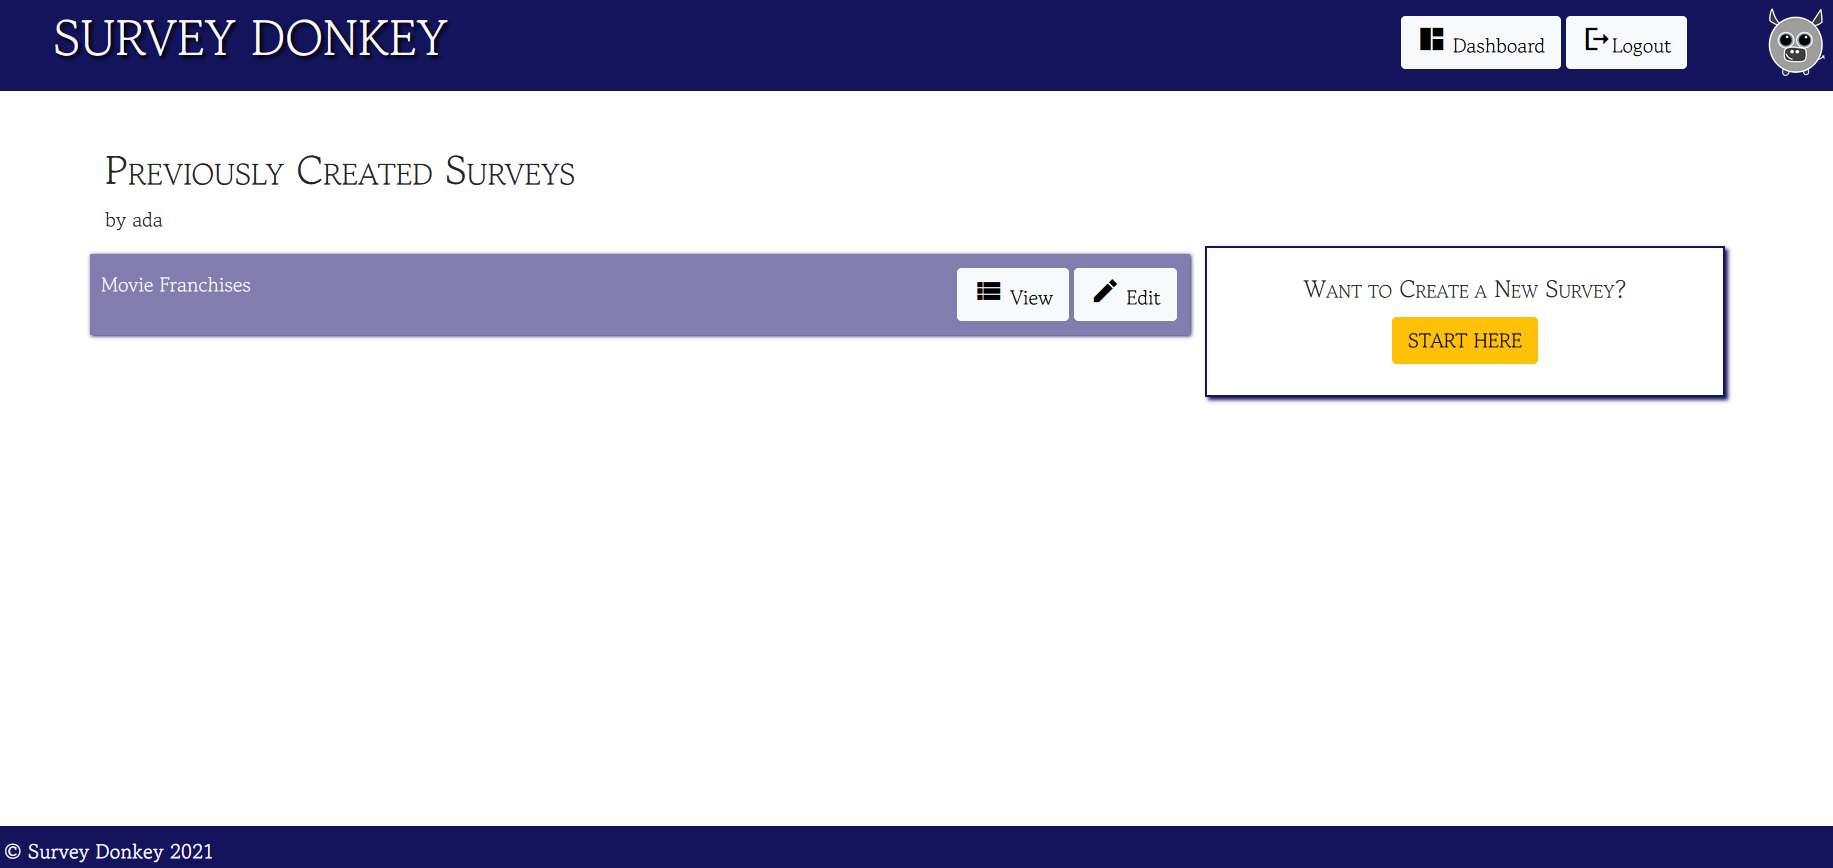 SURVEY DONKEY
Dashboard
Logout
Previously Created Surveys
by ada
Movie Franchises
View
Edit
Want to Create a New Survey?
START HERE
© Survey Donkey 2021